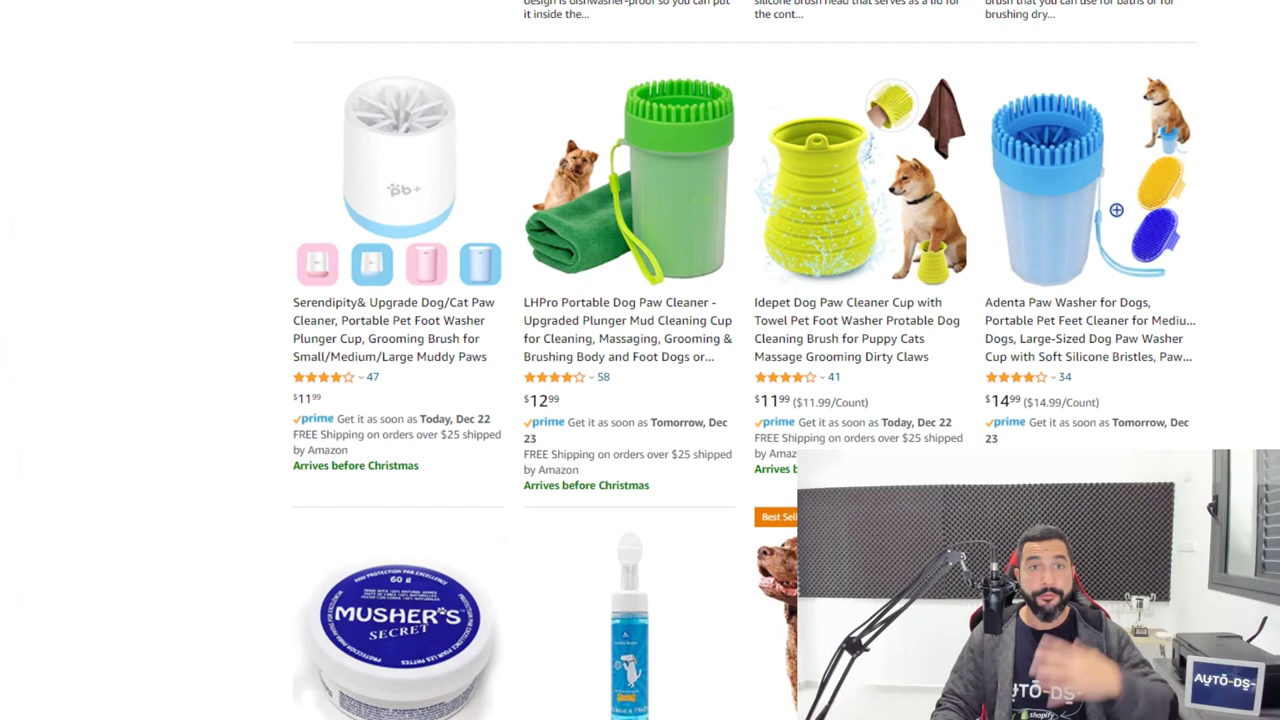 design is dishwasher-proof so you can put
it inside the...
silicone brush head that serves as a lid for
the cont...
brush that you can use for baths or for
brushing dry...
pb+
Serendipity& Upgrade Dog/Cat Paw
Cleaner, Portable Pet Foot Washer
Plunger Cup, Grooming Brush for
Small/Medium/Large Muddy Paws
47
$11.99
prime Get it as soon as Today, Dec 22
FREE Shipping on orders over $25 shipped
by Amazon
Arrives before Christmas
LHPro Portable Dog Paw Cleaner -
Upgraded Plunger Mud Cleaning Cup
for Cleaning, Massaging, Grooming &
Brushing Body and Foot Dogs or...
58
$12.99
prime Get it as soon as Tomorrow, Dec
23
FREE Shipping on orders over $25 shipped
by Amazon
Arrives before Christmas
Idepet Dog Paw Cleaner Cup with
Towel Pet Foot Washer Protable Dog
Cleaning Brush for Puppy Cats
Massage Grooming Dirty Claws
41
$11.99 ($11.99/Count)
prime Get it as soon as Today, Dec 22
FREE Shipping on orders over $25 shipped
by Amazon
Arrives b
Adenta Paw Washer for Dogs,
Portable Pet Feet Cleaner for Mediu...
Dogs, Large-Sized Dog Paw Washer
Cup with Soft Silicone Bristles, Paw...
34
$14.99 ($14.99/Count)
prime Get it as soon as Tomorrow, Dec
23
60 g
MUSHER'S
SECRET
Best Sell
AUTO-DS
shopify
AUTO-DS-